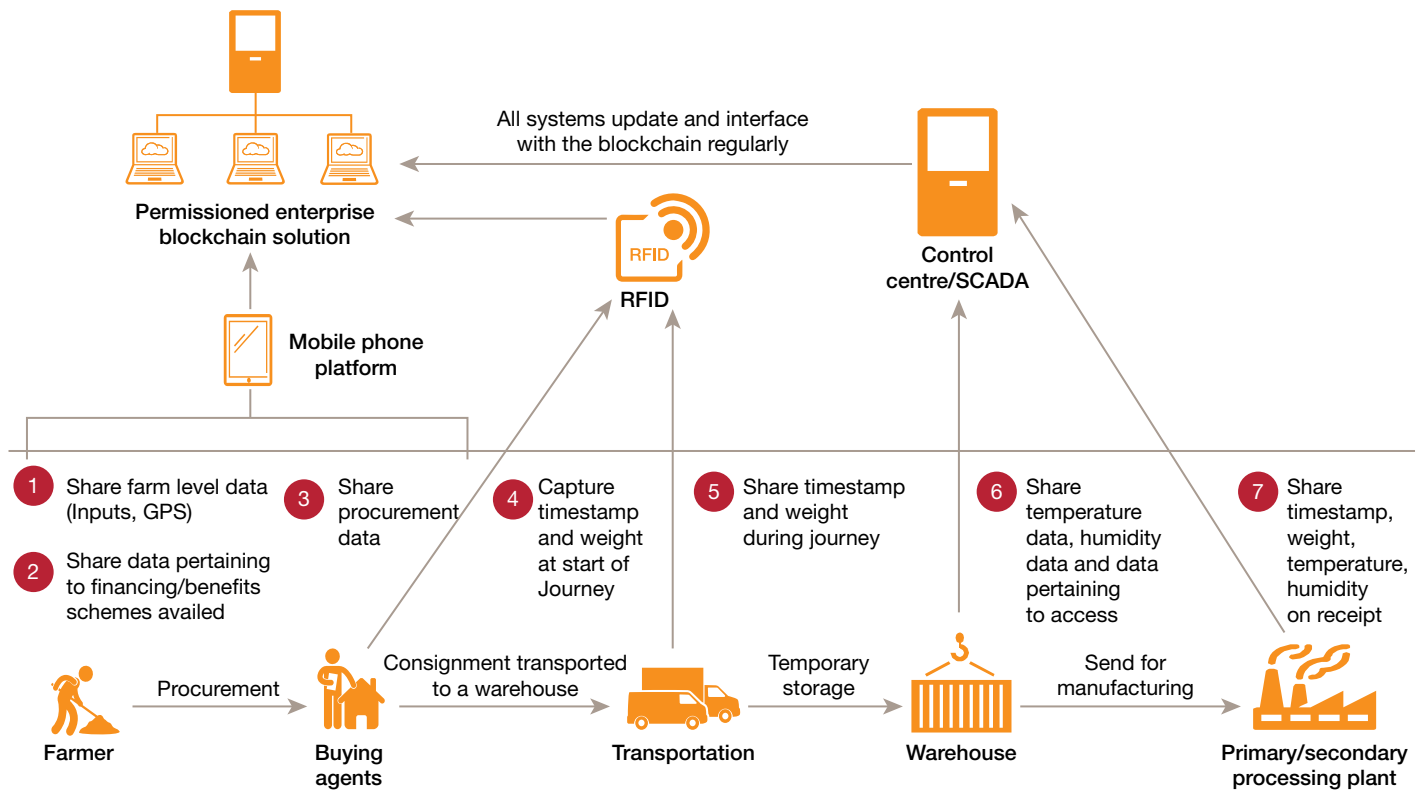 All systems update and interface
with the blockchain regularly
Permissioned enterprise
blockchain solution
RFID
RFID
Control
centre/SCADA
Mobile phone
platform
1
Share farm level data
(Inputs, GPS)
2
Share data pertaining
to financing/benefits
schemes availed
3
Share
procurement
data
4
Capture
timestamp
and weight
at start of
Journey
5
Share timestamp
and weight
during journey
6
Share
temperature
data, humidity
data and data
pertaining
to access
7
Share
timestamp,
weight,
temperature,
humidity
on receipt
Procurement
Consignment transported
to a warehouse
Temporary
storage
Send for
manufacturing
Farmer
Buying
agents
Transportation
Warehouse
Primary/secondary
processing plant